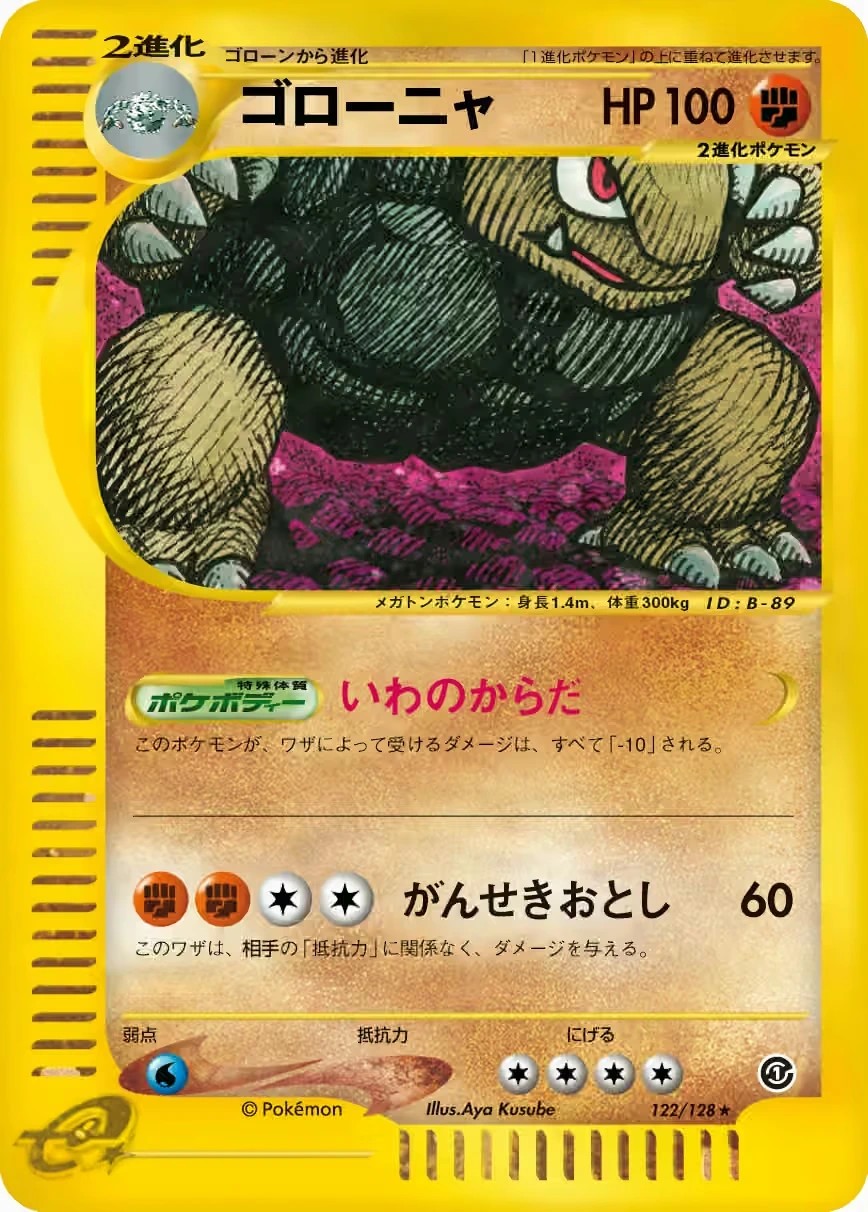 2進化
ゴローンから進化
「1進化ポケモン」の上に重ねて進化させます。
ゴローニャ
HP 100
2進化ポケモン
メガトンポケモン：身長1.4m、体重300kg ID：B-89
特殊体質
ポケボディー
いわのからだ
このポケモンが、ワザによって受けるダメージは、すべて「-10」される。
がんせきおとし 60
このワザは、相手の「抵抗力」に関係なく、ダメージを与える。
弱点 抵抗力 にげる
1
© Pokémon Illus.Aya Kusube 122/128★
e